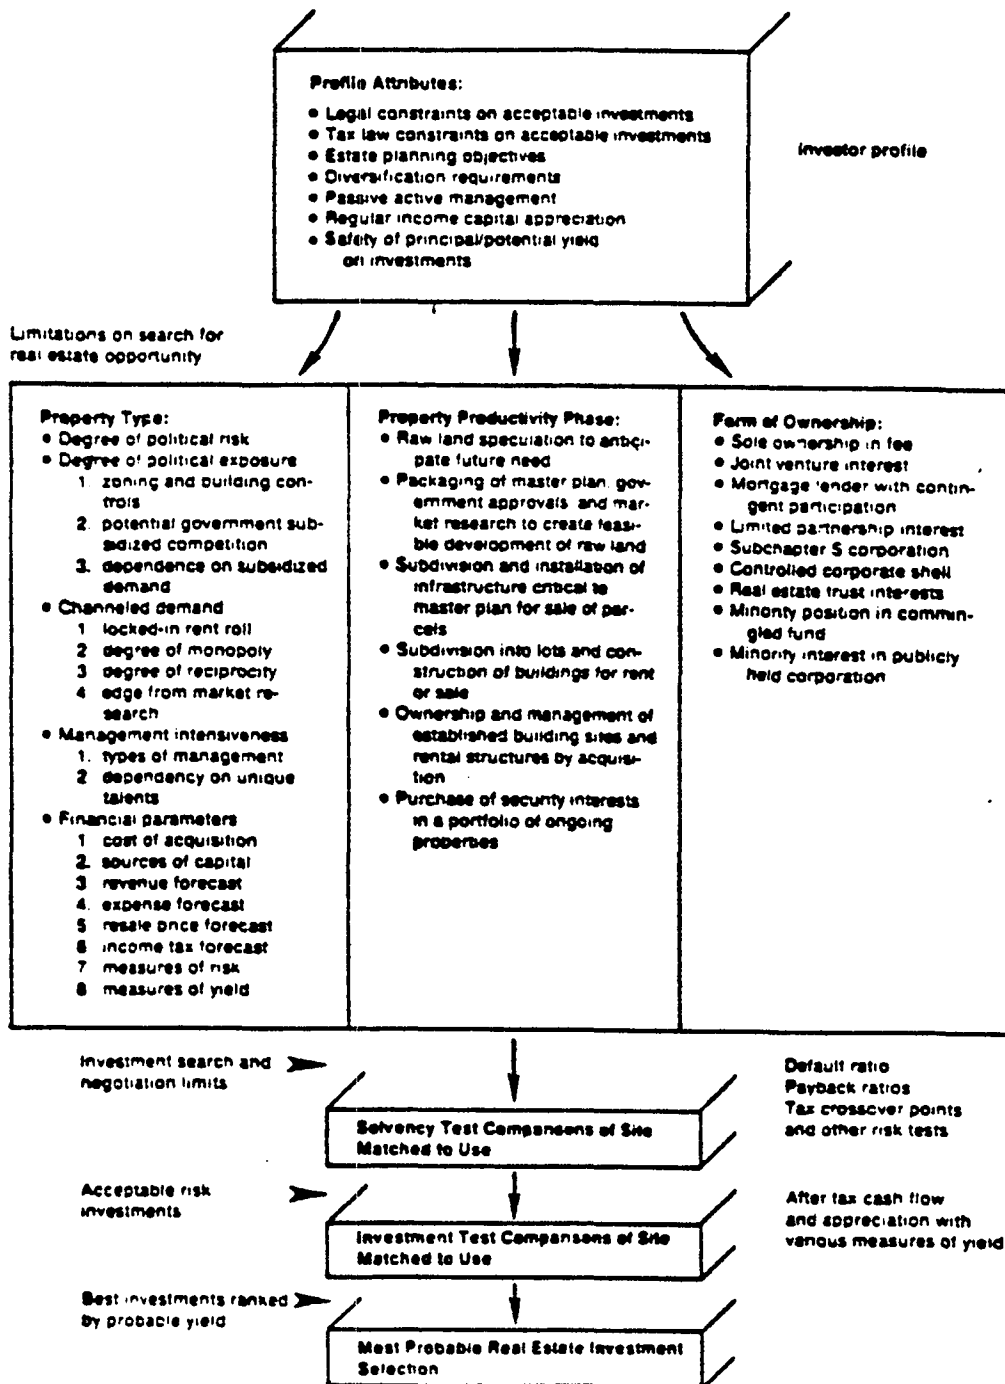 Profile Attributes:
• Legal constraints on acceptable investments
• Tax law constraints on acceptable investments
• Estate planning objectives
• Diversification requirements
• Passive active management
• Regular income capital appreciation
• Safety of principal/potential yield
on investments
Investor profile
Limitations on search for
real estate opportunity
Property Type:
• Degree of political risk
• Degree of political exposure
1. zoning and building con-
trols
2. potential government sub-
sidized competition
3. dependence on subsidized
demand
• Channeled demand
1 locked-in rent roll
2 degree of monopoly
3 degree of reciprocity
4 edge from market re-
search
• Management intensiveness
1. types of management
2 dependency on unique
talents
• Financial parameters
1 cost of acquisition
2. sources of capital
3 revenue forecast
4. expense forecast
5 resale price forecast
6 income tax forecast
7 measures of risk
8 measures of yield
Property Productivity Phase:
• Raw land speculation to antici-
pate future need
• Packaging of master plan, gov-
ernment approvals and mar-
ket research to create feasi-
ble development of raw land
• Subdivision and installation of
infrastructure critical to
master plan for sale of par-
cels
• Subdivision into lots and con-
struction of buildings for rent
or sale
• Ownership and management of
established building sites and
rental structures by acquisi-
tion
• Purchase of security interests
in a portfolio of ongoing
properties
Form of Ownership:
• Sole ownership in fee
• Joint venture interest
• Mortgage lender with contin-
gent participation
• Limited partnership interest
• Subchapter S corporation
• Controlled corporate shell
• Real estate trust interests
• Minority position in commin-
gled fund
• Minority interest in publicly
held corporation
Investment search and
negotiation limits
Default ratio
Payback ratios
Tax crossover points
and other risk tests
Solvency Test Comparisons of Site
Matched to Use
Acceptable risk
investments
After tax cash flow
and appreciation with
various measures of yield
Investment Test Comparisons of Site
Matched to Use
Best investments ranked
by probable yield
Most Probable Real Estate Investment
Selection